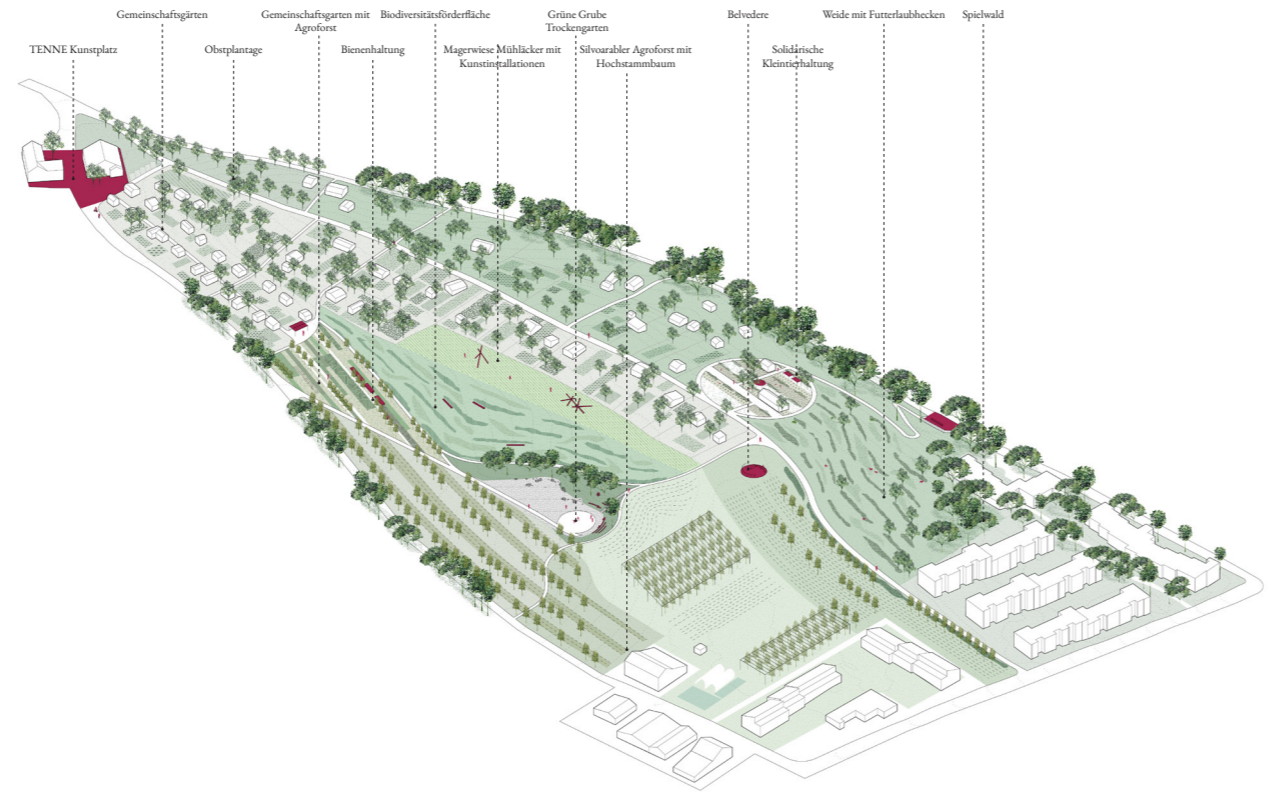 Gemeinschaftsgärten
Gemeinschaftsgarten mit
Agroforst
Biodiversitätsförderfläche
Grüne Grube
Trockengarten
Belvedere
Weide mit Futterlaubhecken
Spielwald
TENNE Kunstplatz
Obstplantage
Bienenhaltung
Magerwiese Mühläcker mit
Kunstinstallationen
Silvoarabler Agroforst mit
Hochstammbaum
Solidarische
Kleintierhaltung